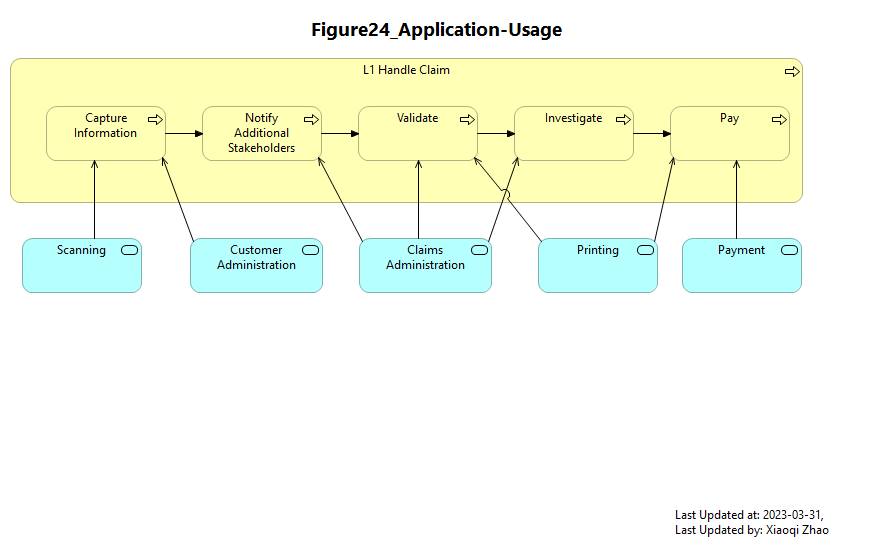 Figure24_Application-Usage
L1 Handle Claim
Capture
Information
Notify
Additional
Stakeholders
Validate
Investigate
Pay
Scanning
Customer
Administration
Claims
Administration
Printing
Payment
Last Updated at: 2023-03-31,
Last Updated by: Xiaoqi Zhao